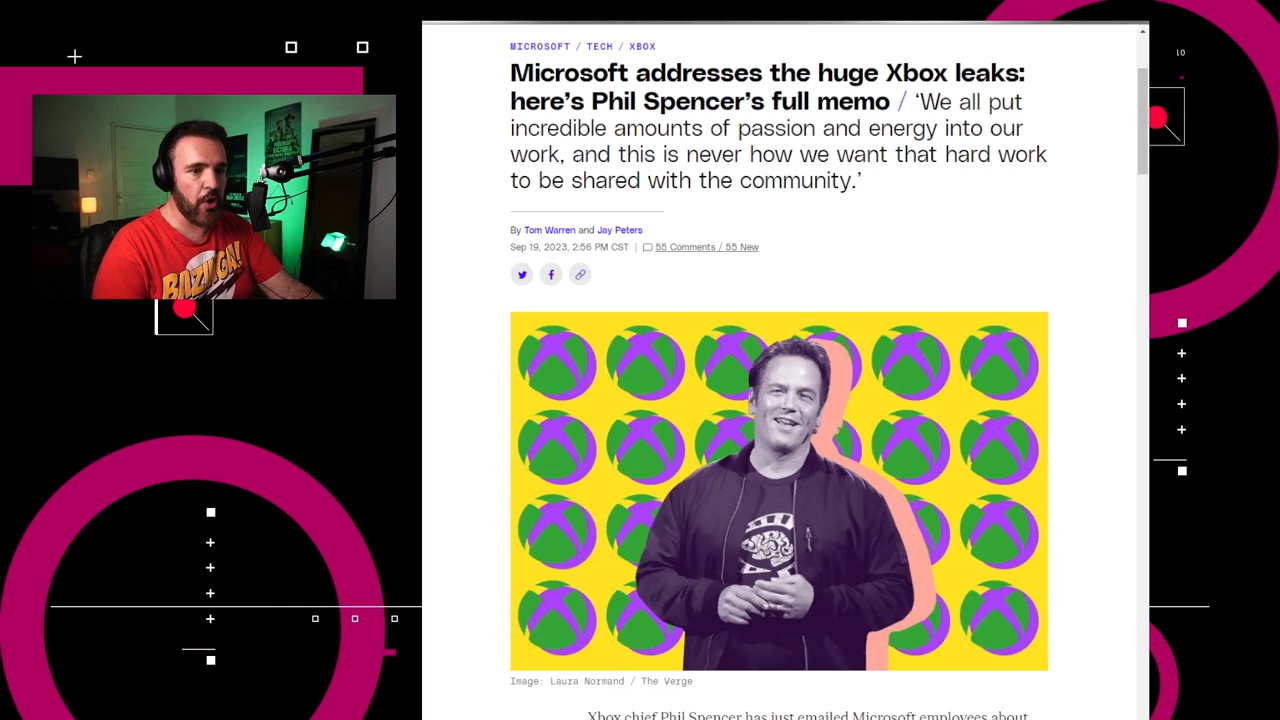 MICROSOFT / TECH / XBOX
Microsoft addresses the huge Xbox leaks:
here’s Phil Spencer’s full memo / ‘We all put
incredible amounts of passion and energy into our
work, and this is never how we want that hard work
to be shared with the community.’
By Tom Warren and Jay Peters
Sep 19, 2023, 2:56 PM CST | 55 Comments / 55 New
Image: Laura Normand / The Verge
Xbox chief Phil Spencer has just emailed Microsoft employees about
BAZINGA!
10